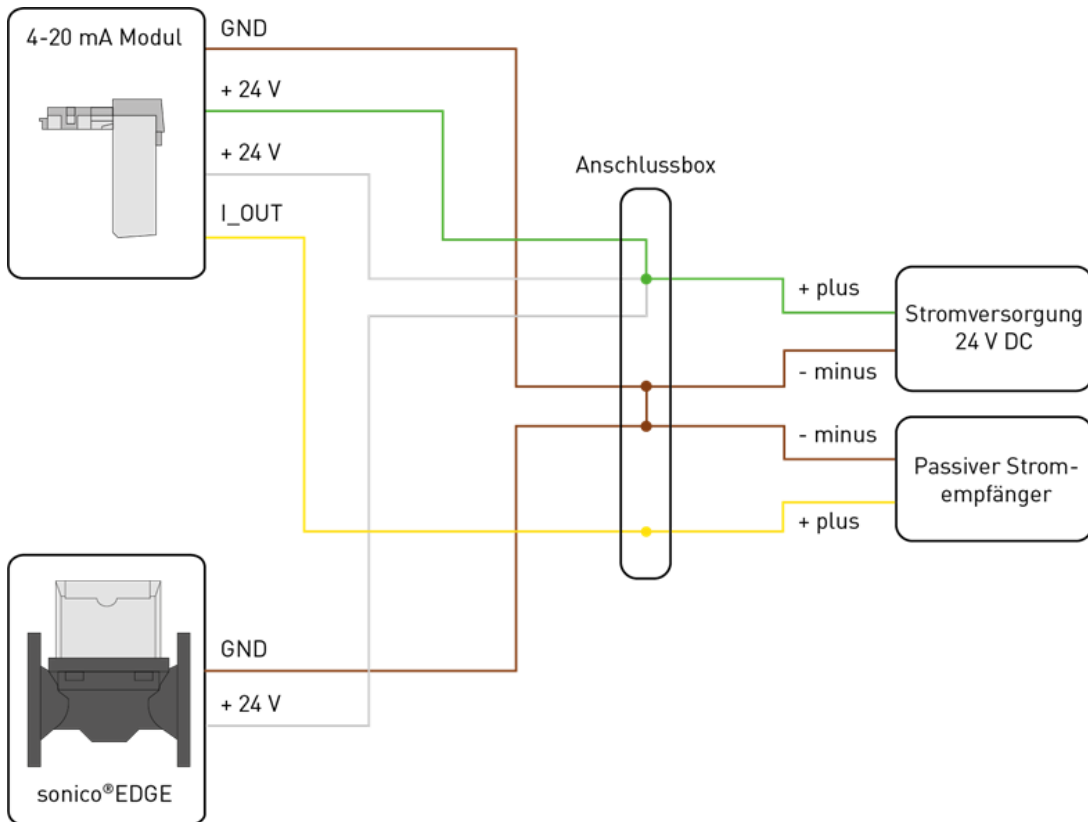 4-20 mA Modul
GND
+ 24 V
+ 24 V
I_OUT
Anschlussbox
+ plus
- minus
Stromversorgung
24 V DC
- minus
+ plus
Passiver Strom-
empfänger
GND
+ 24 V
sonico®EDGE